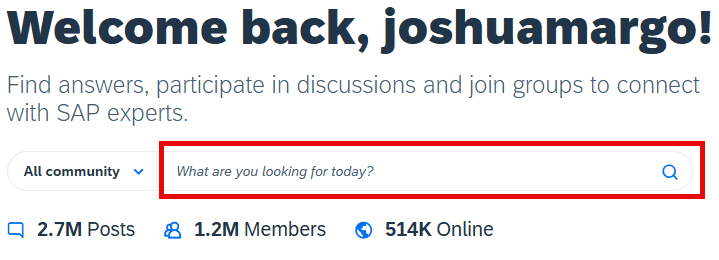 Welcome back, joshuamargo!
Find answers, participate in discussions and join groups to connect
with SAP experts.
All community
What are you looking for today?
2.7M Posts
1.2M Members
514K Online